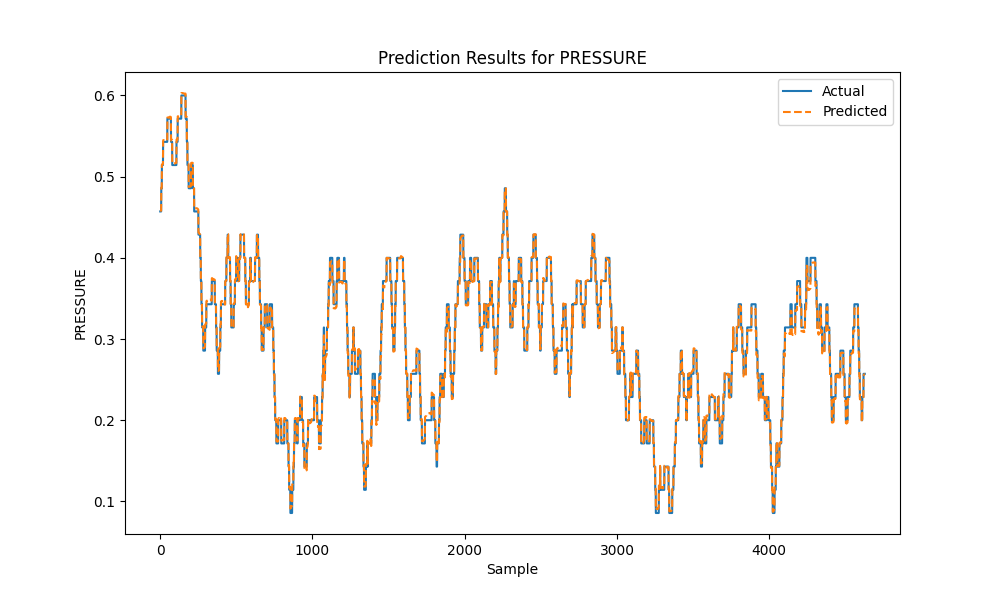 Prediction Results for PRESSURE
Actual
Predicted
PRESSURE
0.6
0.5
0.4
0.3
0.2
0.1
0 1000 2000 3000 4000
Sample